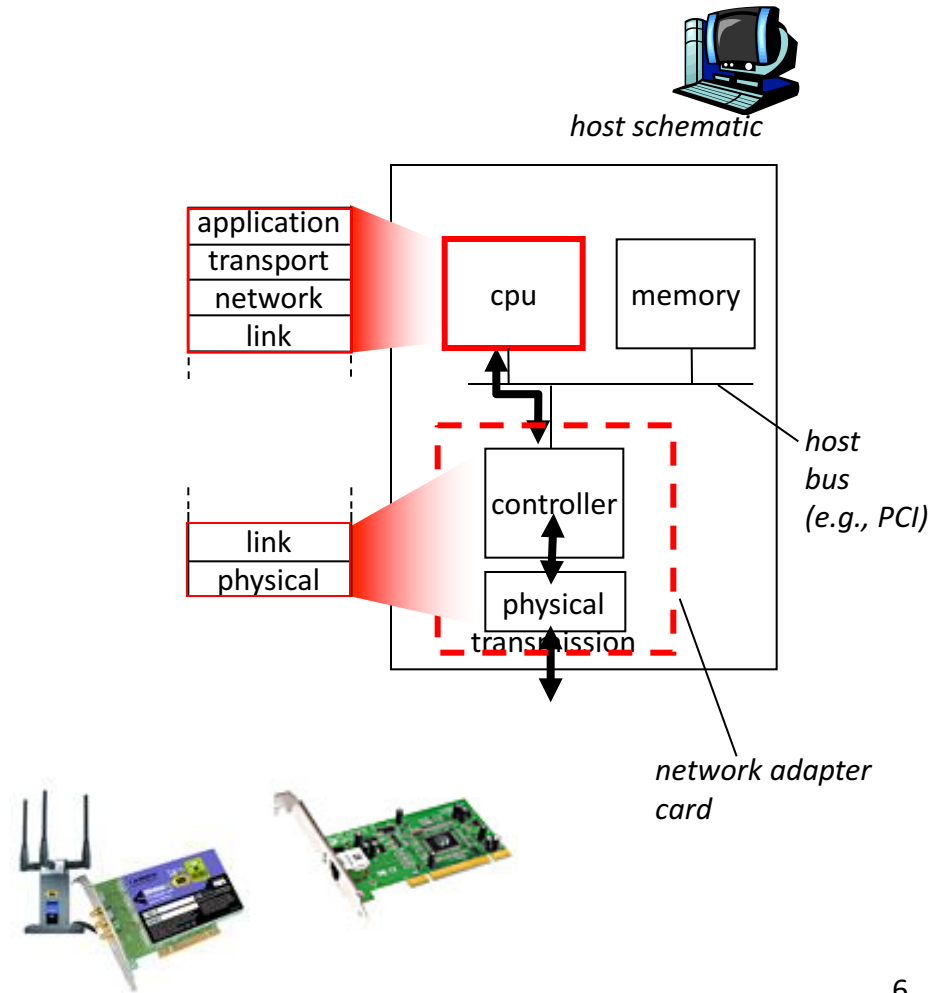 host schematic
application
transport
network
link
cpu
memory
host
bus
(e.g., PCI)
controller
link
physical
physical
transmission
network adapter
card
6